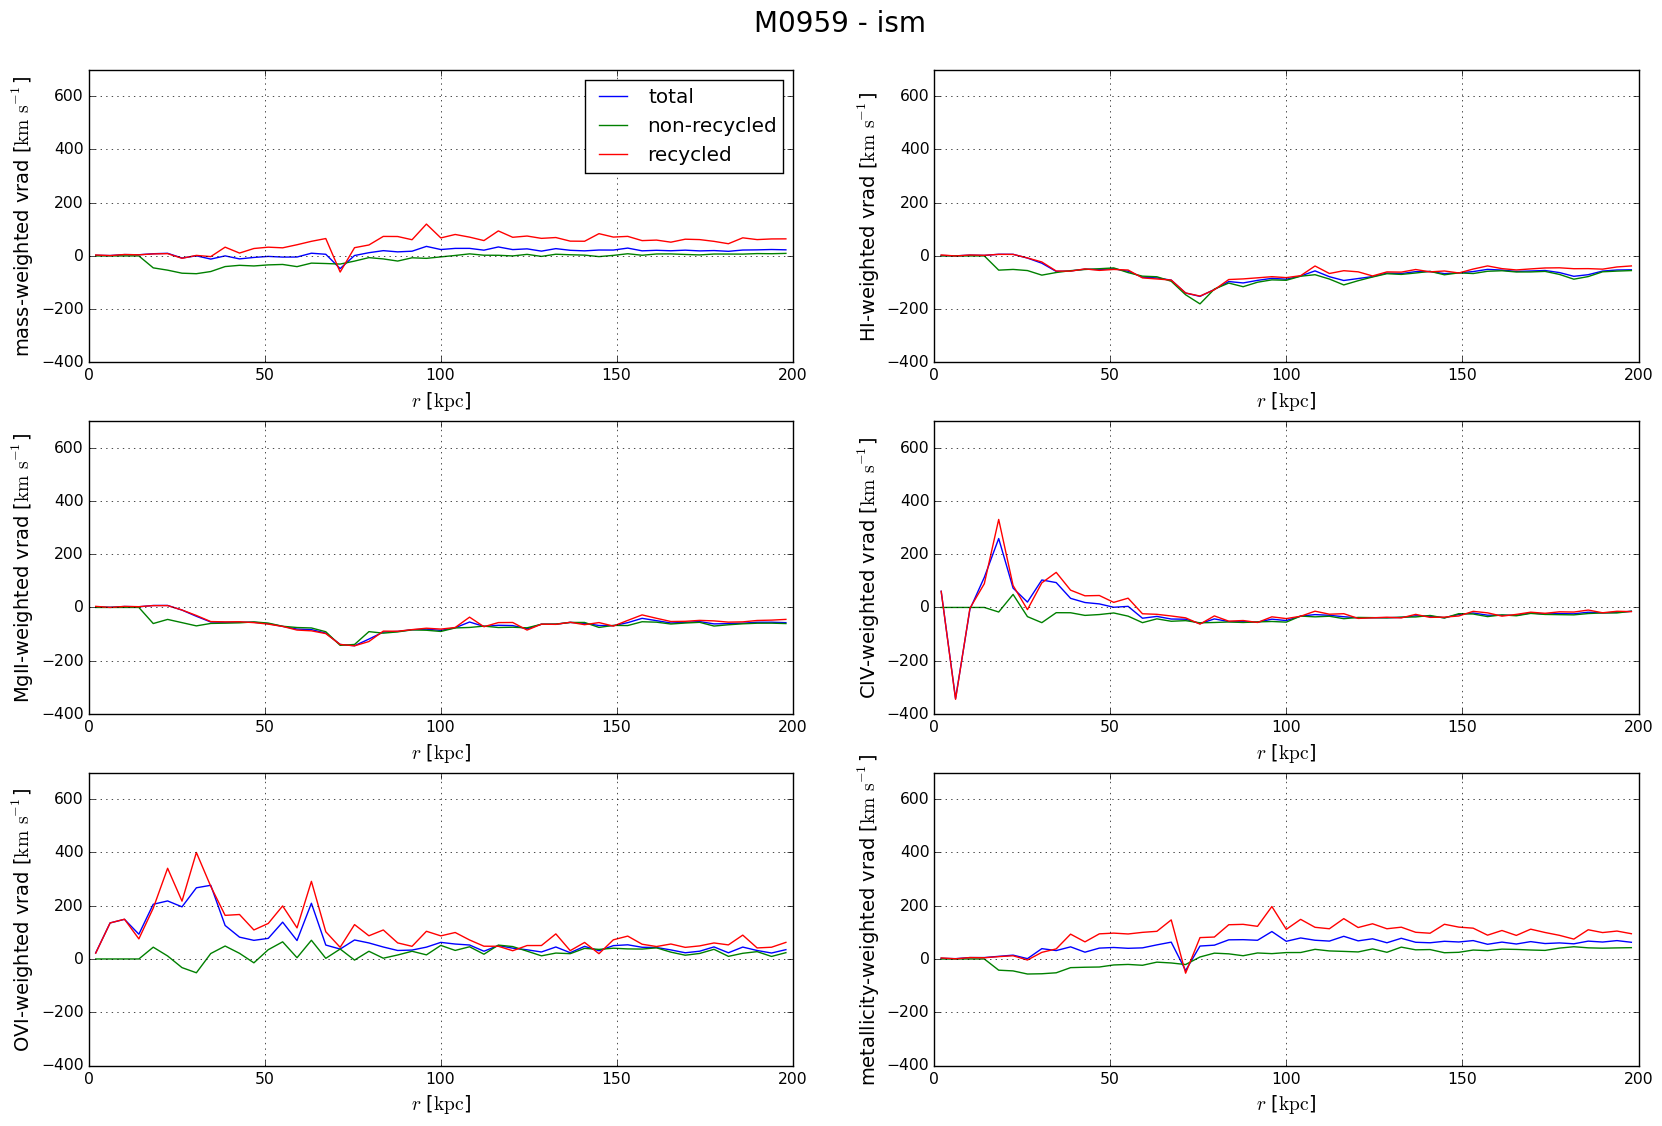 M0959 - ism
mass-weighted vrad [km s⁻¹]
600
400
200
0
−200
−400
0 50 100 150 200
r [kpc]
total
non-recycled
recycled
HI-weighted vrad [km s⁻¹]
600
400
200
0
−200
−400
0 50 100 150 200
r [kpc]
MgII-weighted vrad [km s⁻¹]
600
400
200
0
−200
−400
0 50 100 150 200
r [kpc]
CIV-weighted vrad [km s⁻¹]
600
400
200
0
−200
−400
0 50 100 150 200
r [kpc]
OVI-weighted vrad [km s⁻¹]
600
400
200
0
−200
−400
0 50 100 150 200
r [kpc]
metallicity-weighted vrad [km s⁻¹]
600
400
200
0
−200
−400
0 50 100 150 200
r [kpc]